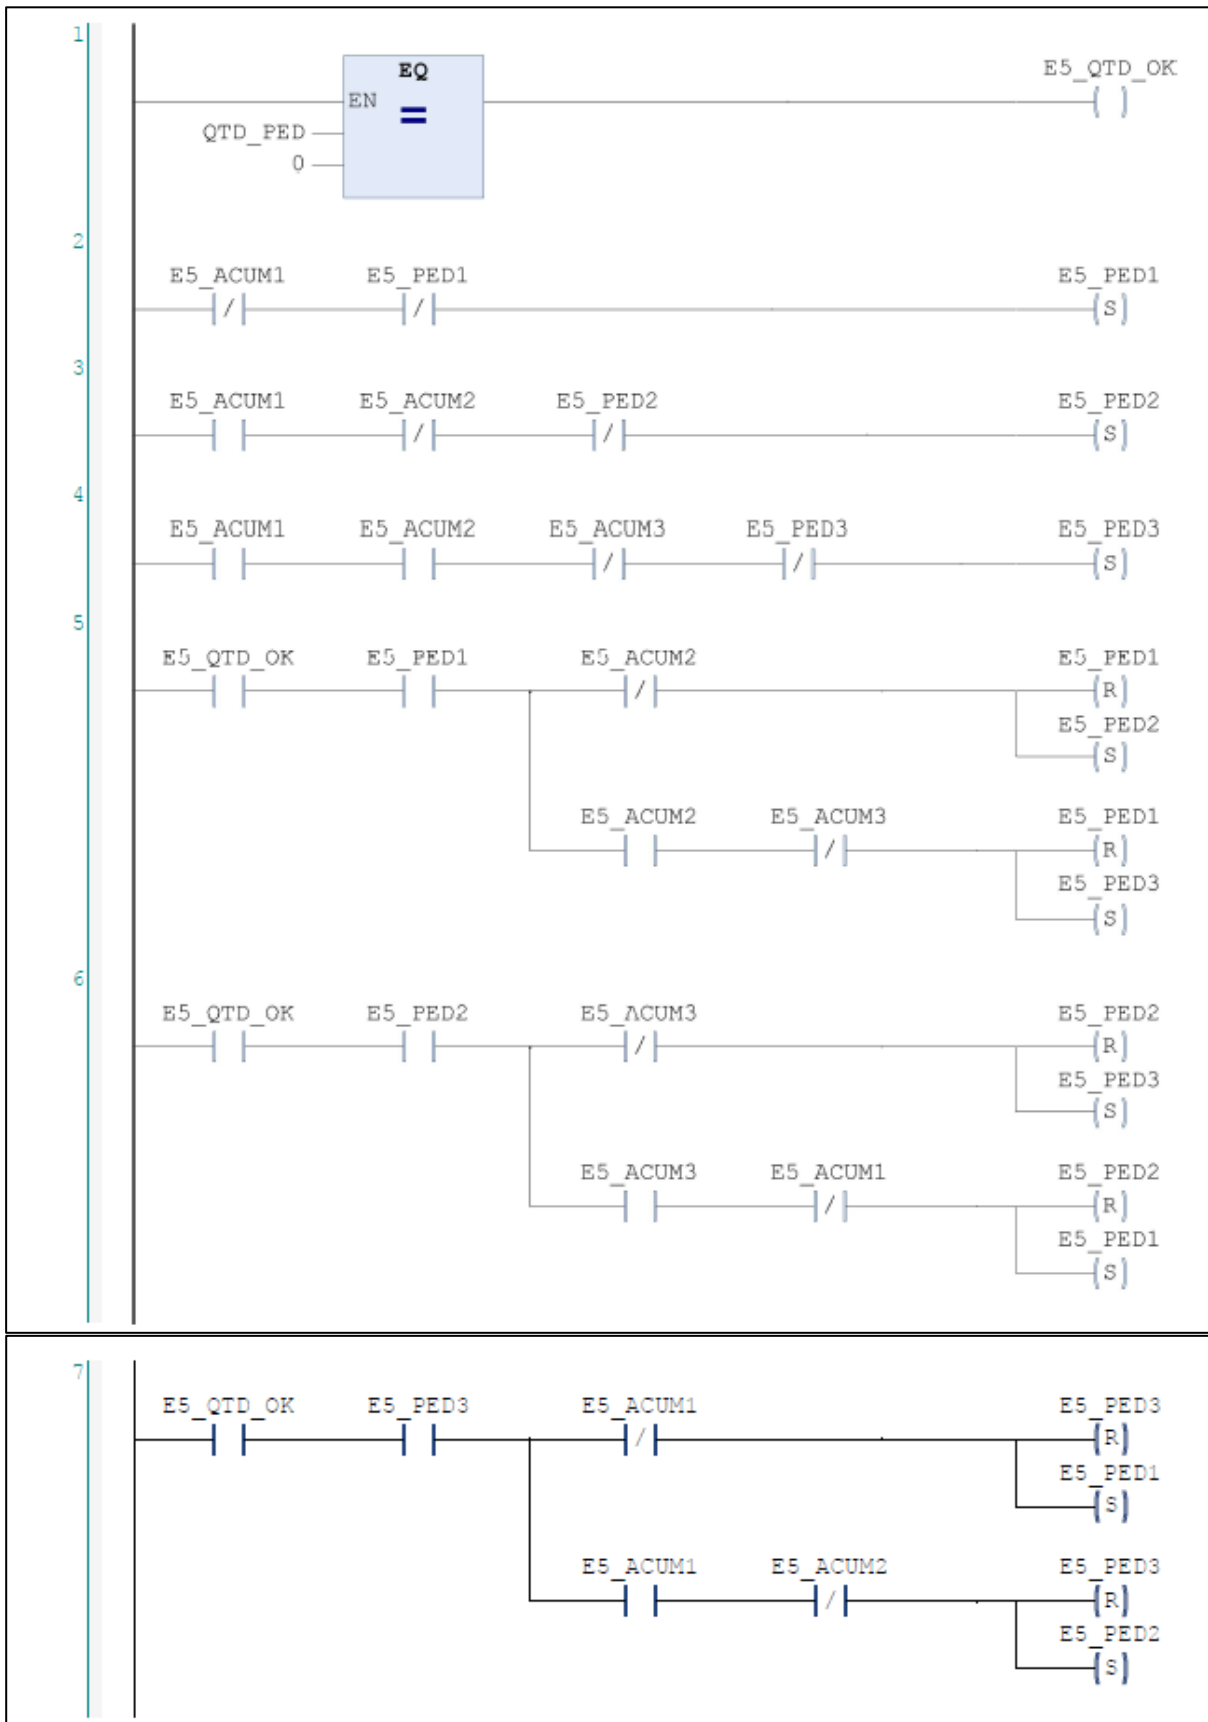 1
EQ
E5_QTD_OK
EN
QTD_PED
0
2
E5_ACUM1 E5_PED1 E5_PED1
/ / S
3
E5_ACUM1 E5_ACUM2 E5_PED2 E5_PED2
/ / S
4
E5_ACUM1 E5_ACUM2 E5_ACUM3 E5_PED3 E5_PED3
/ / S
5
E5_QTD_OK E5_PED1 E5_ACUM2 E5_PED1
/ R
E5_PED2
S
E5_ACUM2 E5_ACUM3 E5_PED1
/ R
E5_PED3
S
6
E5_QTD_OK E5_PED2 E5_ACUM3 E5_PED2
/ R
E5_PED3
S
E5_ACUM3 E5_ACUM1 E5_PED2
/ R
E5_PED1
S
7
E5_QTD_OK E5_PED3 E5_ACUM1 E5_PED3
/ R
E5_PED1
S
E5_ACUM1 E5_ACUM2 E5_PED3
/ R
E5_PED2
S